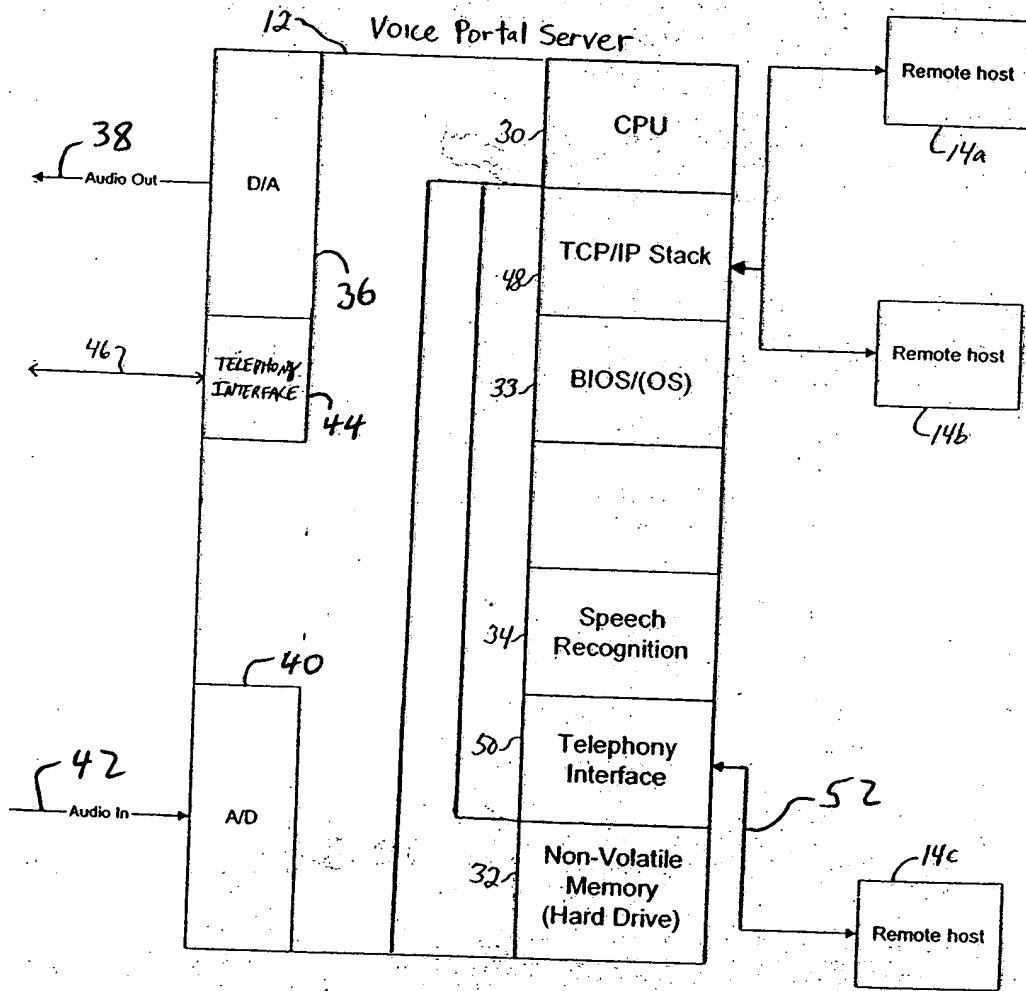 12
Voice Portal Server
38
Audio Out
D/A
36
46
TELEPHONY
INTERFACE
44
40
42
Audio In
A/D
30
CPU
48
TCP/IP Stack
33
BIOS/(OS)
34
Speech
Recognition
50
Telephony
Interface
32
Non-Volatile
Memory
(Hard Drive)
Remote host
14a
Remote host
14b
52
14c
Remote host